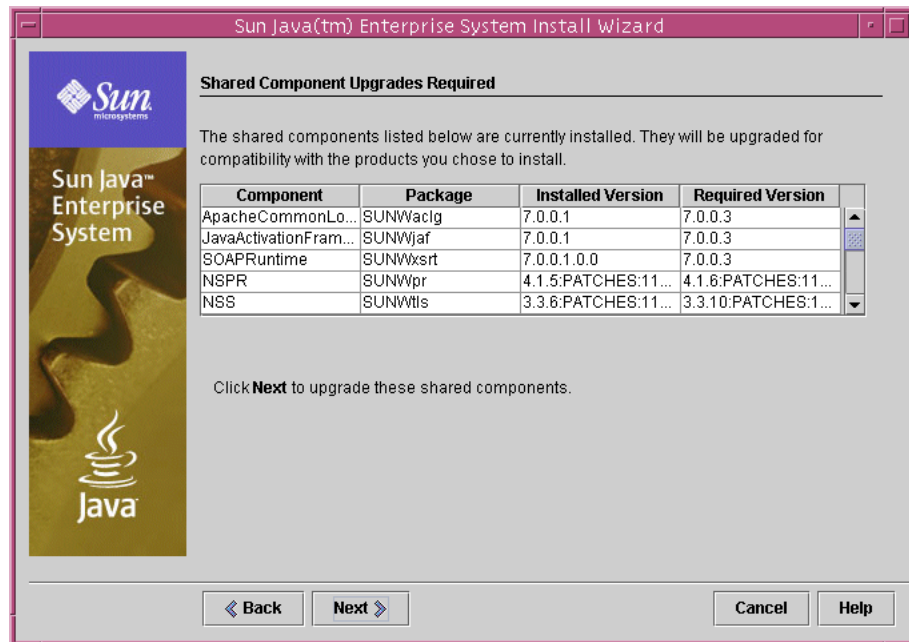 Sun Java(tm) Enterprise System Install Wizard
Sun
microsystems
Sun Java™
Enterprise
System
Java
Shared Component Upgrades Required
The shared components listed below are currently installed. They will be upgraded for
compatibility with the products you chose to install.
Component Package Installed Version Required Version
ApacheCommonLo... SUNWaclg 7.0.0.1 7.0.0.3
JavaActivationFram... SUNWjaf 7.0.0.1 7.0.0.3
SOAPRuntime SUNWxsrt 7.0.0.1.0.0 7.0.0.3
NSPR SUNWpr 4.1.5:PATCHES:11... 4.1.6:PATCHES:11...
NSS SUNWtls 3.3.6:PATCHES:11... 3.3.10:PATCHES:1...
Click Next to upgrade these shared components.
Back Next Cancel Help